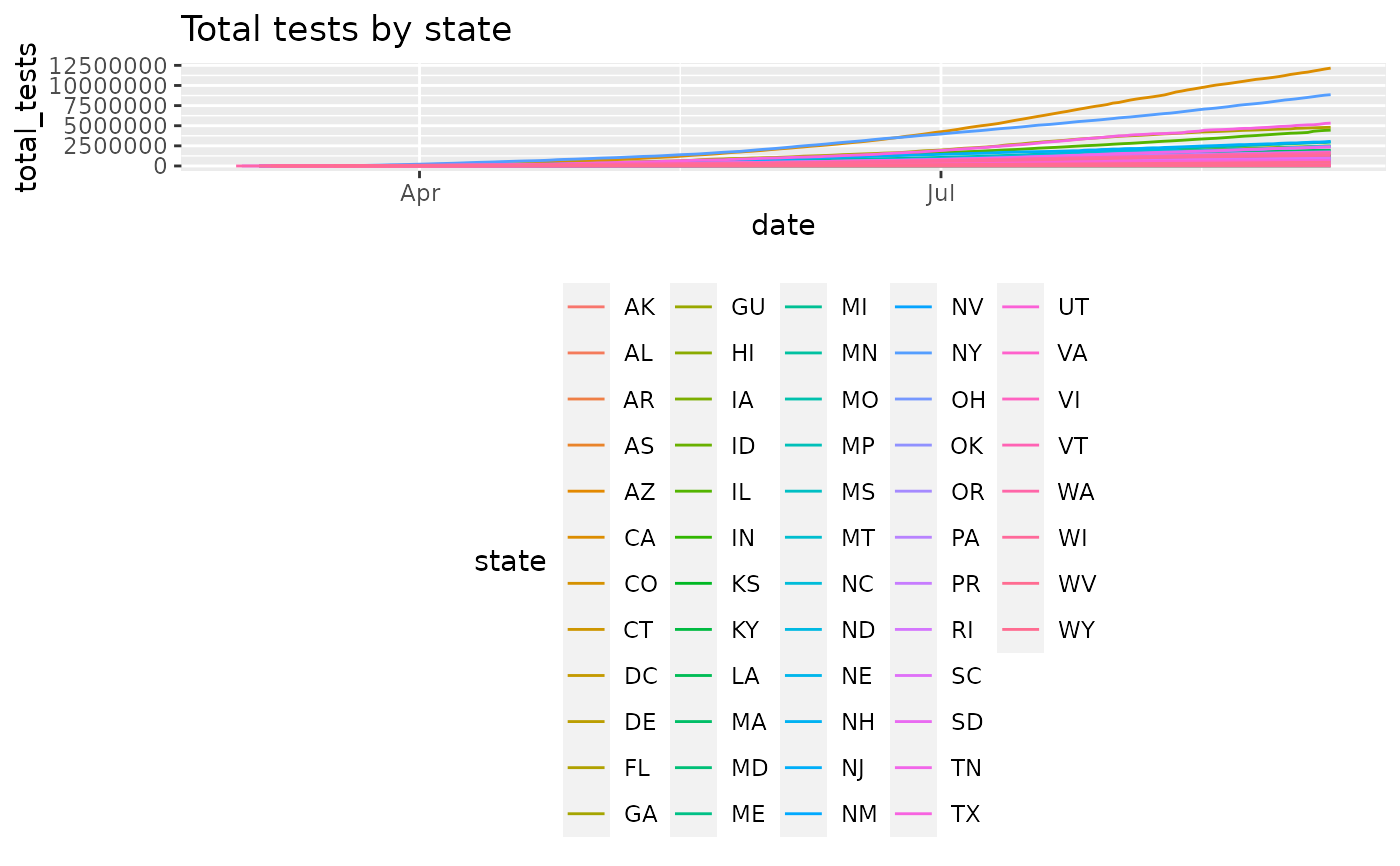 Total tests by state
total_tests
12500000
10000000
7500000
5000000
2500000
0
Apr Jul
date
state
AK GU MI NV UT
AL HI MN NY VA
AR IA MO OH VI
AS ID MP OK VT
AZ IL MS OR WA
CA IN MT PA WI
CO KS NC PR WV
CT KY ND RI WY
DC LA NE SC
DE MA NH SD
FL MD NJ TN
GA ME NM TX